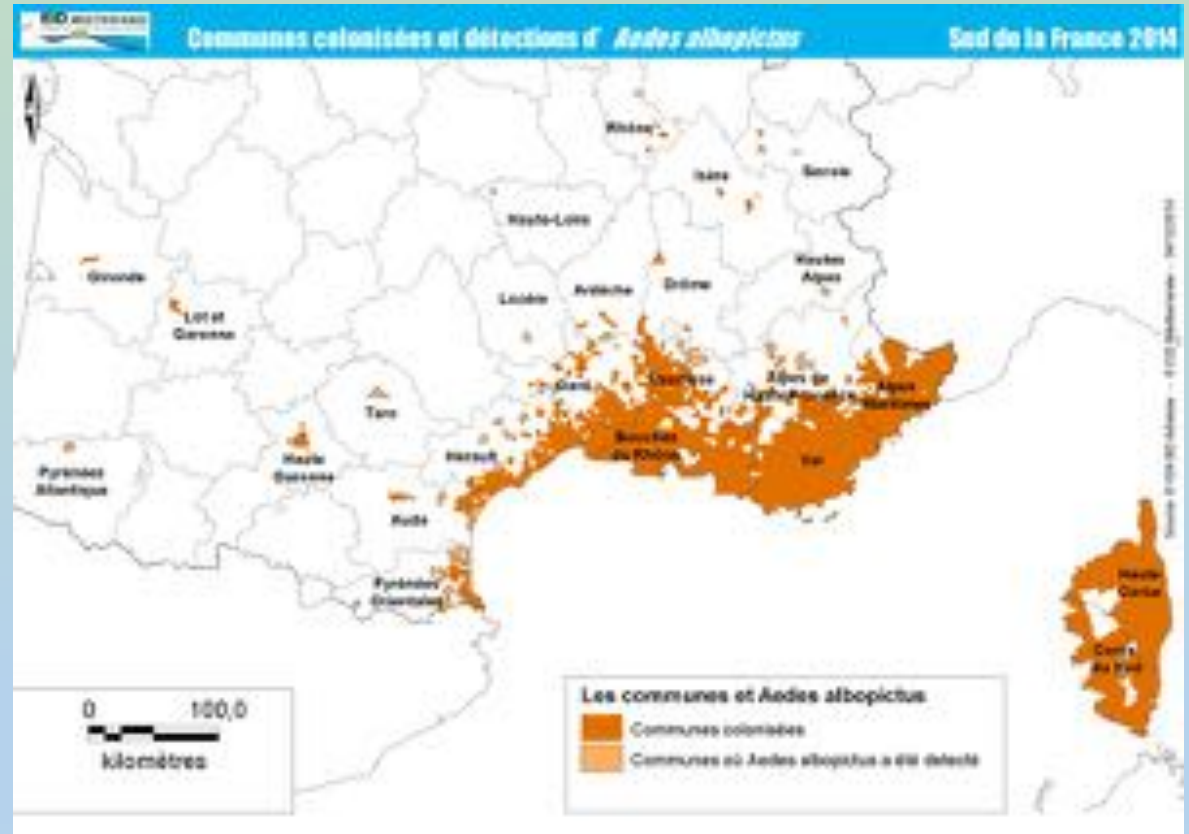 Communes colonisées et détections d' Aedes albopictus
Sud de la France 2014
Rhône
Isère
Savoie
Haute-Loire
Gironde
Hautes
Alpes
Lozère
Ardèche
Drôme
Lot et
Garonne
Gard
Vaucluse
Alpes de
Alpes
Maritimes
Tarn
Hérault
Bouches
du Rhône
Var
Haute
Garonne
Pyrénées
Atlantique
Aude
Pyrénées
Orientales
Haute
Corse
Corse
du Sud
0 100,0
kilomètres
Les communes et Aedes albopictus
Communes colonisées
Communes où Aedes albopictus a été detecté